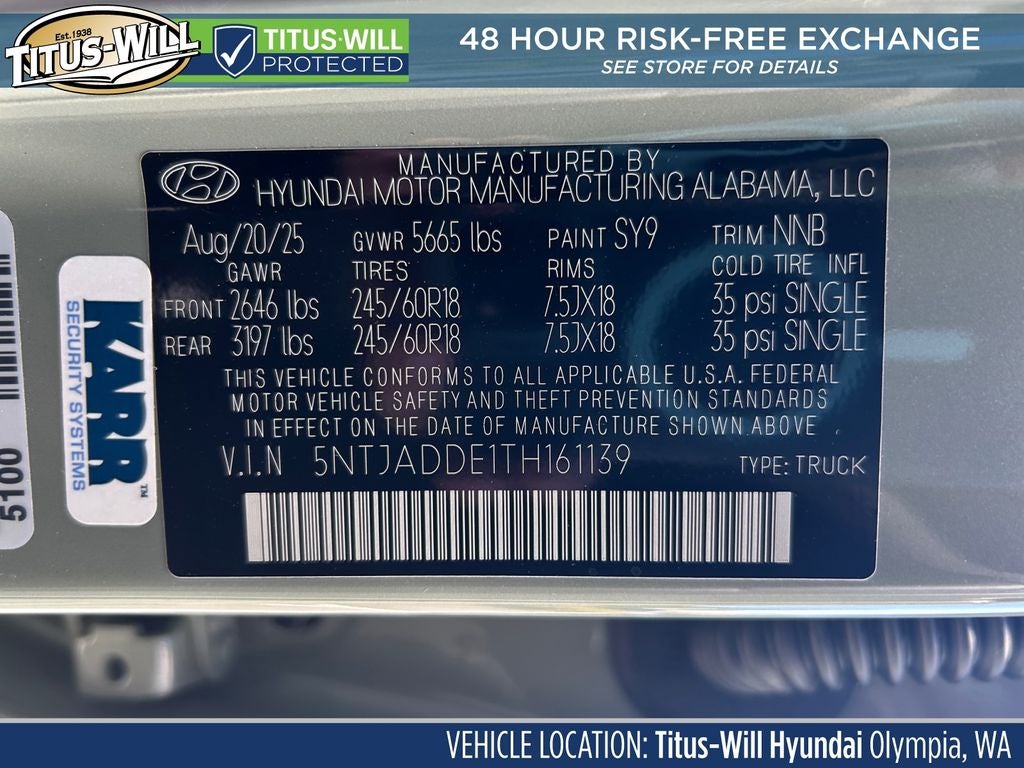 Est. 1938
TITUS-WILL
TITUS-WILL
PROTECTED
48 HOUR RISK-FREE EXCHANGE
SEE STORE FOR DETAILS
MANUFACTURED BY
HYUNDAI MOTOR MANUFACTURING ALABAMA, LLC
Aug/20/25 GVWR 5665 lbs PAINT SY9 TRIM NNB
GAWR TIRES RIMS COLD TIRE INFL
FRONT 2646 lbs 245/60R18 7.5JX18 35 psi SINGLE
REAR 3197 lbs 245/60R18 7.5JX18 35 psi SINGLE
THIS VEHICLE CONFORMS TO ALL APPLICABLE U.S.A. FEDERAL
MOTOR VEHICLE SAFETY AND THEFT PREVENTION STANDARDS
IN EFFECT ON THE DATE OF MANUFACTURE SHOWN ABOVE
V.I.N 5NTJADDE1TH161139 TYPE: TRUCK
KARR™
SECURITY SYSTEMS
5100
VEHICLE LOCATION: Titus-Will Hyundai Olympia, WA